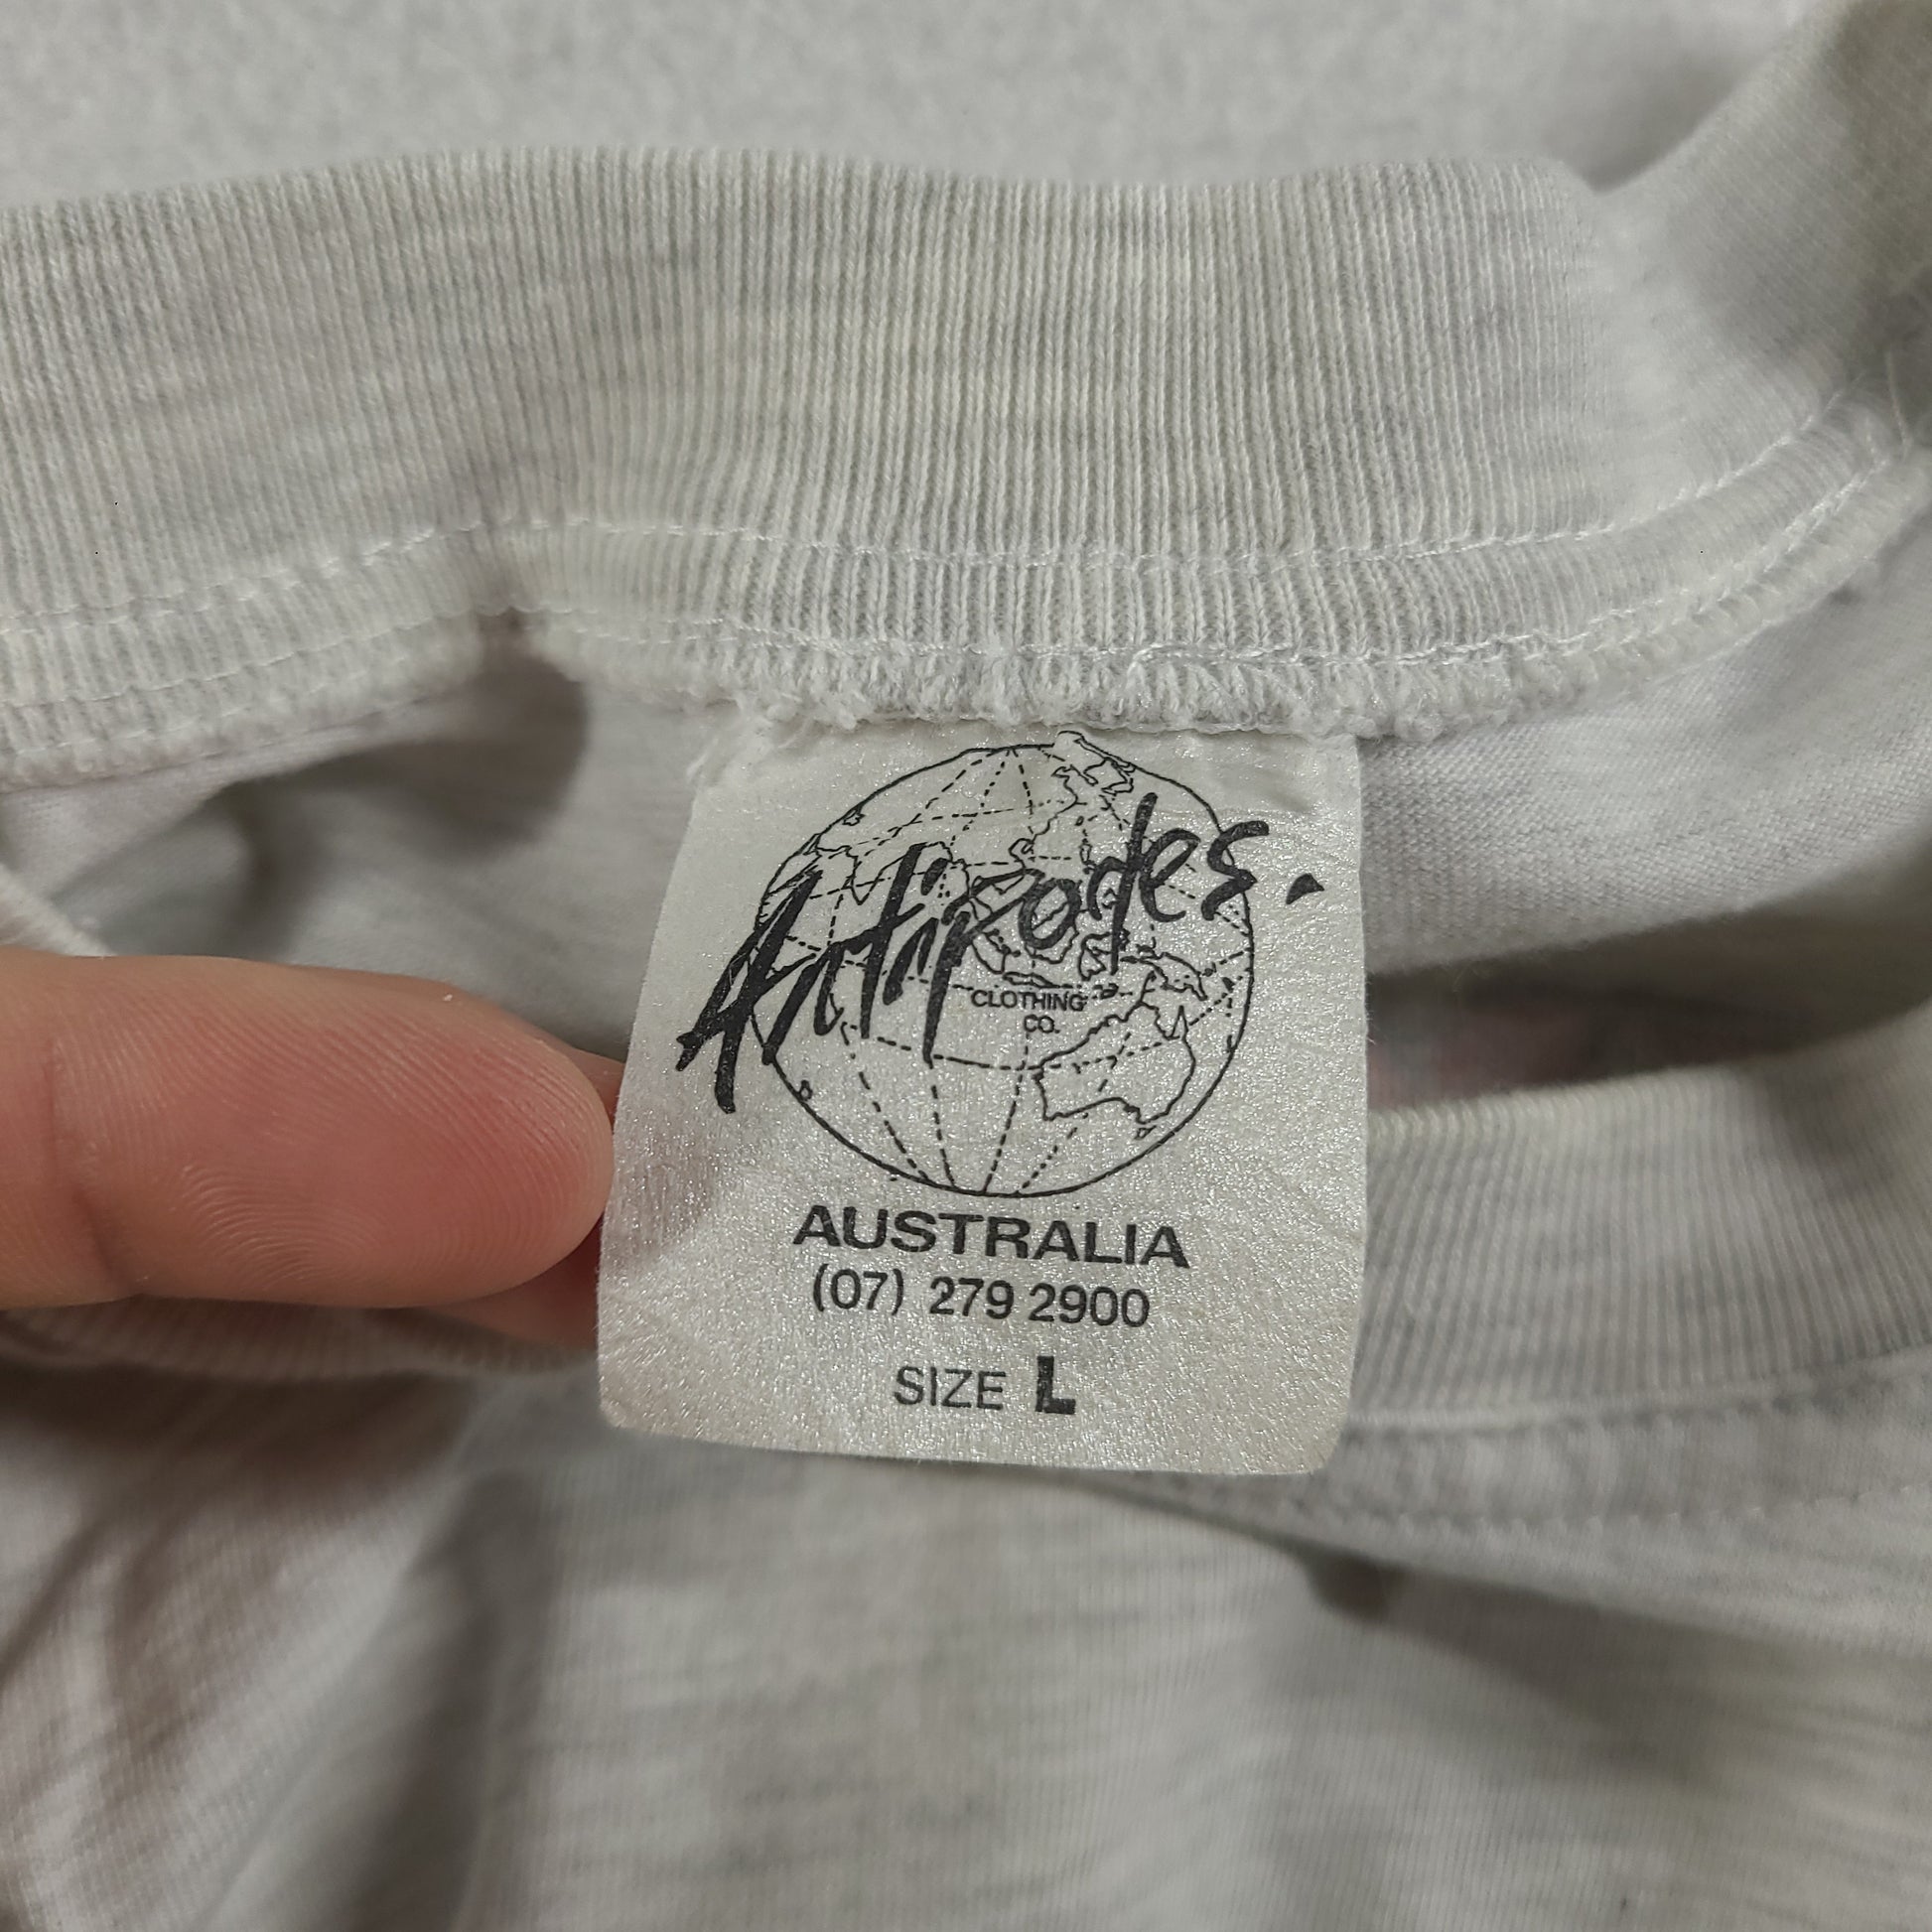 Antipodes.
CLOTHING
CO.
AUSTRALIA
(07) 279 2900
SIZE L